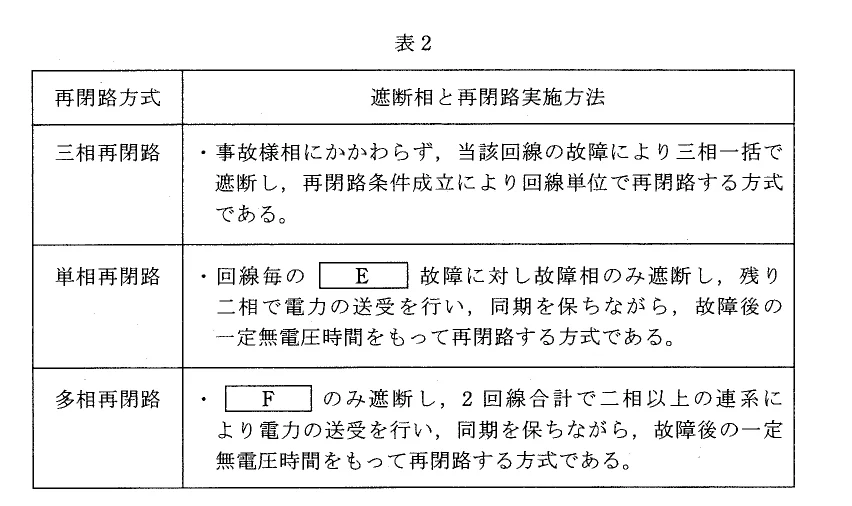 表2
再閉路方式
遮断相と再閉路実施方法
三相再閉路
・事故様相にかかわらず，当該回線の故障により三相一括で
遮断し，再閉路条件成立により回線単位で再閉路する方式
である。
単相再閉路
・回線毎の E 故障に対し故障相のみ遮断し，残り
二相で電力の送受を行い，同期を保ちながら，故障後の
一定無電圧時間をもって再閉路する方式である。
多相再閉路
・ F のみ遮断し，2回線合計で二相以上の連系に
より電力の送受を行い，同期を保ちながら，故障後の一定
無電圧時間をもって再閉路する方式である。